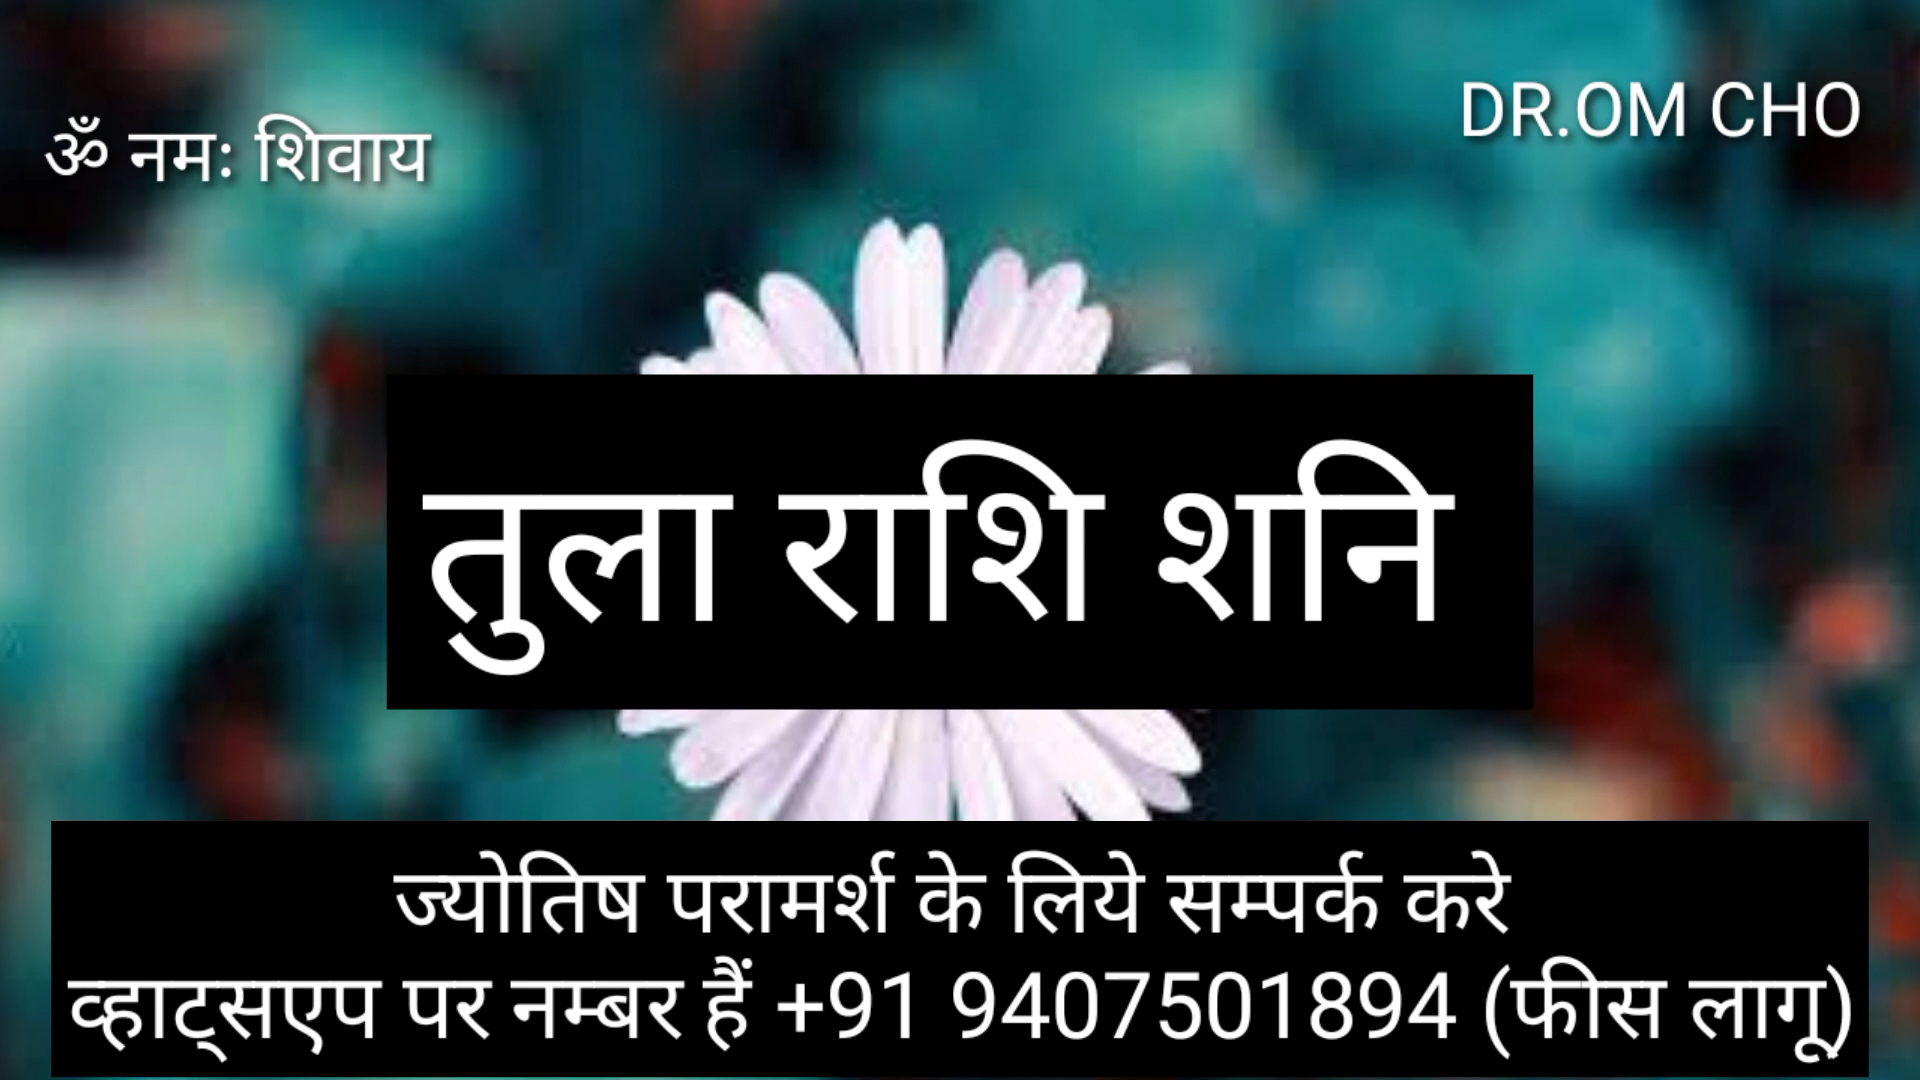 DR.OM CHO
ॐ नमः शिवाय
तुला राशि शनि
ज्योतिष परामर्श के लिये सम्पर्क करे
व्हाट्सएप पर नम्बर हैं +91 9407501894 (फीस लागू)